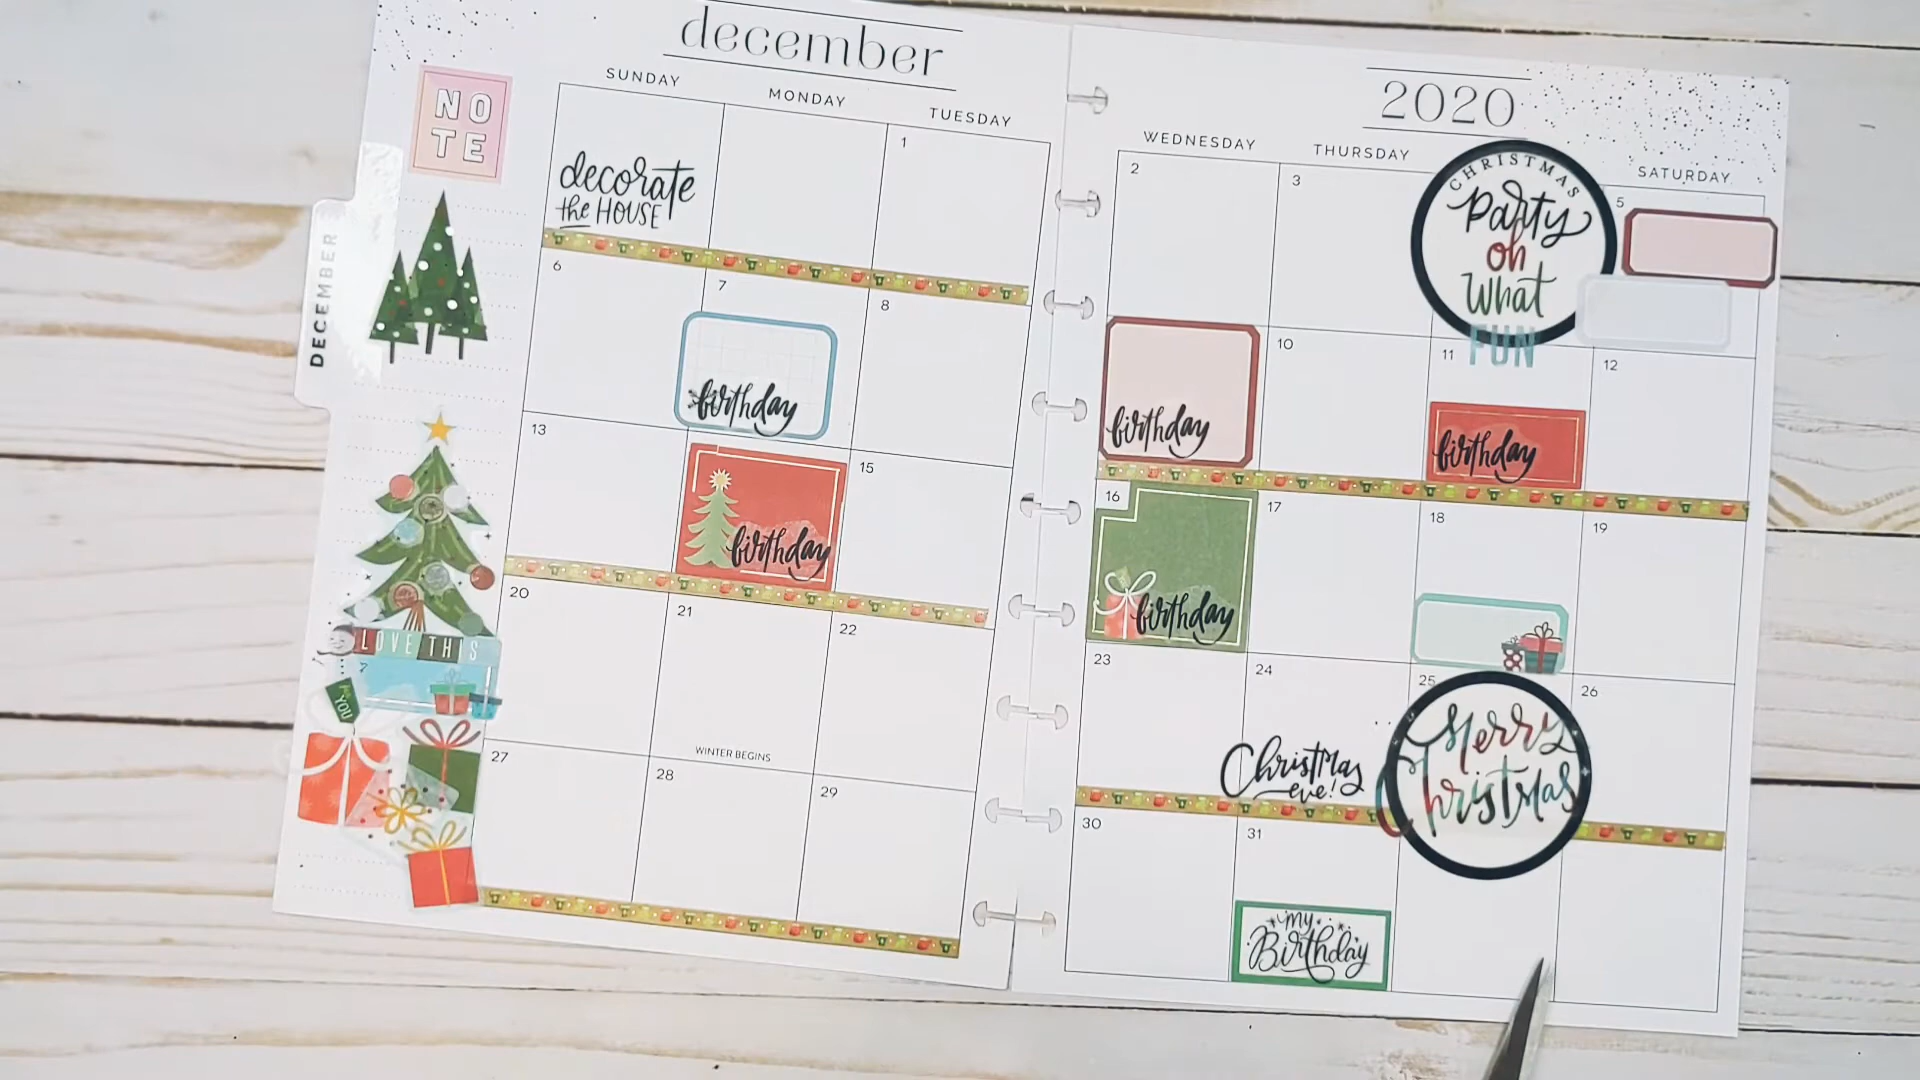 december
2020
SUNDAY
MONDAY
TUESDAY
WEDNESDAY
THURSDAY
SATURDAY
NO
TE
DECEMBER
decorate
the HOUSE
1
2
3
CHRISTMAS
Party
oh
what
FUN
5
6
7
birthday
8
birthday
10
11
birthday
12
13
birthday
15
16
birthday
17
18
19
LOVE THIS
YOU
20
21
WINTER BEGINS
22
23
24
Christmas
eve!
25
Merry
Christmas
26
27
28
29
30
31
my
Birthday